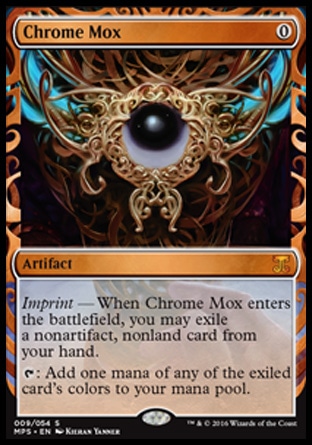 Chrome Mox 0
Artifact
Imprint — When Chrome Mox enters
the battlefield, you may exile
a nonartifact, nonland card from
your hand.
: Add one mana of any of the exiled
card's colors to your mana pool.
009/054 S
MPS • EN Kieran Yanner ™ & © 2016 Wizards of the Coast